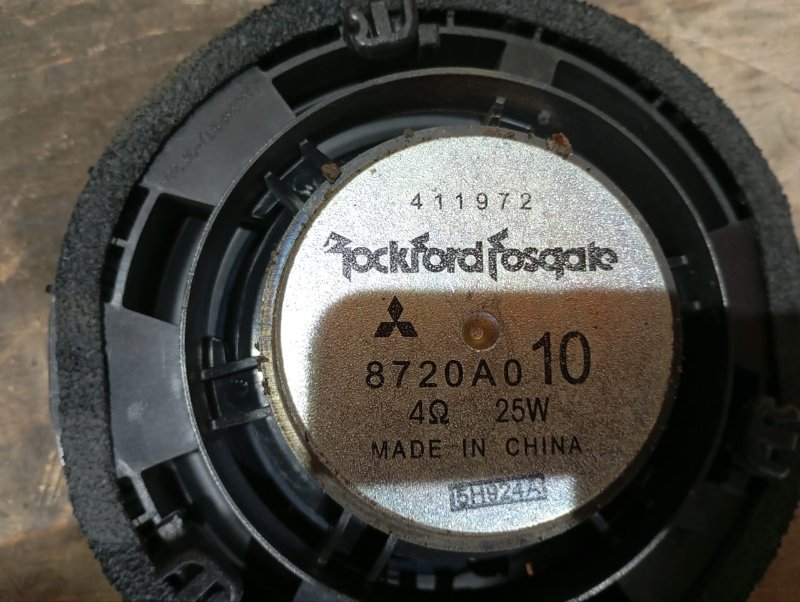 411972
Rockford Fosgate
8720A010
4Ω 25W
MADE IN CHINA
5H924A